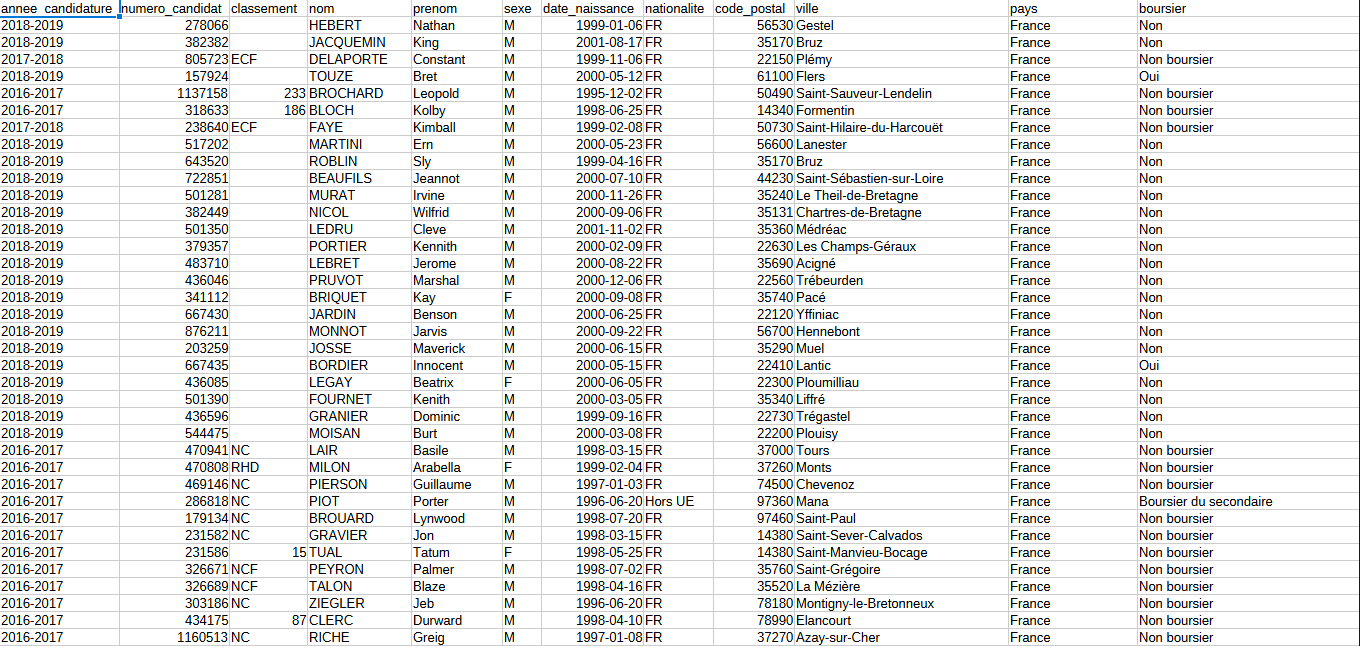 annee_candidature numero_candidat classement nom prenom sexe date_naissance nationalite code_postal ville pays boursier
2018-2019 278066 HEBERT Nathan M 1999-01-06 FR 56530 Gestel France Non
2018-2019 382382 JACQUEMIN King M 2001-08-17 FR 35170 Bruz France Non
2017-2018 805723 ECF DELAPORTE Constant M 1999-11-06 FR 22150 Plémy France Non boursier
2018-2019 157924 TOUZE Bret M 2000-05-12 FR 61100 Flers France Oui
2016-2017 1137158 233 BROCHARD Leopold M 1995-12-02 FR 50490 Saint-Sauveur-Lendelin France Non boursier
2016-2017 318633 186 BLOCH Kolby M 1998-06-25 FR 14340 Formentin France Non boursier
2017-2018 238640 ECF FAYE Kimball M 1999-02-08 FR 50730 Saint-Hilaire-du-Harcouët France Non boursier
2018-2019 517202 MARTINI Ern M 2000-05-23 FR 56600 Lanester France Non
2018-2019 643520 ROBLIN Sly M 1999-04-16 FR 35170 Bruz France Non
2018-2019 722851 BEAUFILS Jeannot M 2000-07-10 FR 44230 Saint-Sébastien-sur-Loire France Non
2018-2019 501281 MURAT Irvine M 2000-11-26 FR 35240 Le Theil-de-Bretagne France Non
2018-2019 382449 NICOL Wilfrid M 2000-09-06 FR 35131 Chartres-de-Bretagne France Non
2018-2019 501350 LEDRU Cleve M 2001-11-02 FR 35360 Médréac France Non
2018-2019 379357 PORTIER Kennith M 2000-02-09 FR 22630 Les Champs-Géraux France Non
2018-2019 483710 LEBRET Jerome M 2000-08-22 FR 35690 Acigné France Non
2018-2019 436046 PRUVOT Marshal M 2000-12-06 FR 22560 Trébeurden France Non
2018-2019 341112 BRIQUET Kay F 2000-09-08 FR 35740 Pacé France Non
2018-2019 667430 JARDIN Benson M 2000-06-25 FR 22120 Yffiniac France Non
2018-2019 876211 MONNOT Jarvis M 2000-09-22 FR 56700 Hennebont France Non
2018-2019 203259 JOSSE Maverick M 2000-06-15 FR 35290 Muel France Non
2018-2019 667435 BORDIER Innocent M 2000-05-15 FR 22410 Lantic France Oui
2018-2019 436085 LEGAY Beatrix F 2000-06-05 FR 22300 Ploumilliau France Non
2018-2019 501390 FOURNET Kenith M 2000-03-05 FR 35340 Liffré France Non
2018-2019 436596 GRANIER Dominic M 1999-09-16 FR 22730 Trégastel France Non
2018-2019 544475 MOISAN Burt M 2000-03-08 FR 22200 Plouisy France Non
2016-2017 470941 NC LAIR Basile M 1998-03-15 FR 37000 Tours France Non boursier
2016-2017 470808 RHD MILON Arabella F 1999-02-04 FR 37260 Monts France Non boursier
2016-2017 469146 NC PIERSON Guillaume M 1997-01-03 FR 74500 Chevenoz France Non boursier
2016-2017 286818 NC PIOT Porter M 1996-06-20 Hors UE 97360 Mana France Boursier du secondaire
2016-2017 179134 NC BROUARD Lynwood M 1998-07-20 FR 97460 Saint-Paul France Non boursier
2016-2017 231582 NC GRAVIER Jon M 1998-03-15 FR 14380 Saint-Sever-Calvados France Non boursier
2016-2017 231586 15 TUAL Tatum F 1998-05-25 FR 14380 Saint-Manvieu-Bocage France Non boursier
2016-2017 326671 NCF PEYRON Palmer M 1998-07-02 FR 35760 Saint-Grégoire France Non boursier
2016-2017 326689 NCF TALON Blaze M 1998-04-16 FR 35520 La Mézière France Non boursier
2016-2017 303186 NC ZIEGLER Jeb M 1996-06-20 FR 78180 Montigny-le-Bretonneux France Non boursier
2016-2017 434175 87 CLERC Durward M 1998-04-10 FR 78990 Elancourt France Non boursier
2016-2017 1160513 NC RICHE Greig M 1997-01-08 FR 37270 Azay-sur-Cher France Non boursier